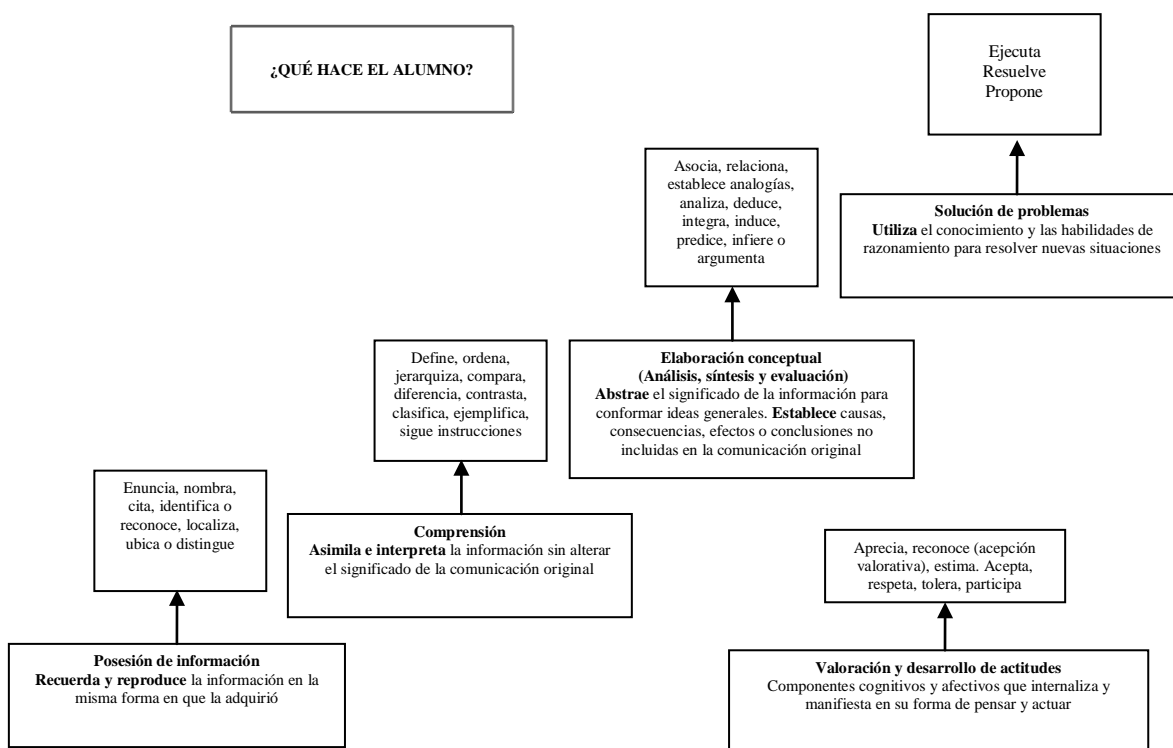 ¿QUÉ HACE EL ALUMNO?
Ejecuta
Resuelve
Propone
Asocia, relaciona,
establece analogías,
analiza, deduce,
integra, induce,
predice, infiere o
argumenta
Solución de problemas
Utiliza el conocimiento y las habilidades de
razonamiento para resolver nuevas situaciones
Define, ordena,
jerarquiza, compara,
diferencia, contrasta,
clasifica, ejemplifica,
sigue instrucciones
Elaboración conceptual
(Análisis, síntesis y evaluación)
Abstrae el significado de la información para
conformar ideas generales. Establece causas,
consecuencias, efectos o conclusiones no
incluidas en la comunicación original
Enuncia, nombra,
cita, identifica o
reconoce, localiza,
ubica o distingue
Comprensión
Asimila e interpreta la información sin alterar
el significado de la comunicación original
Aprecia, reconoce (acepción
valorativa), estima. Acepta,
respeta, tolera, participa
Posesión de información
Recuerda y reproduce la información en la
misma forma en que la adquirió
Valoración y desarrollo de actitudes
Componentes cognitivos y afectivos que internaliza y
manifiesta en su forma de pensar y actuar